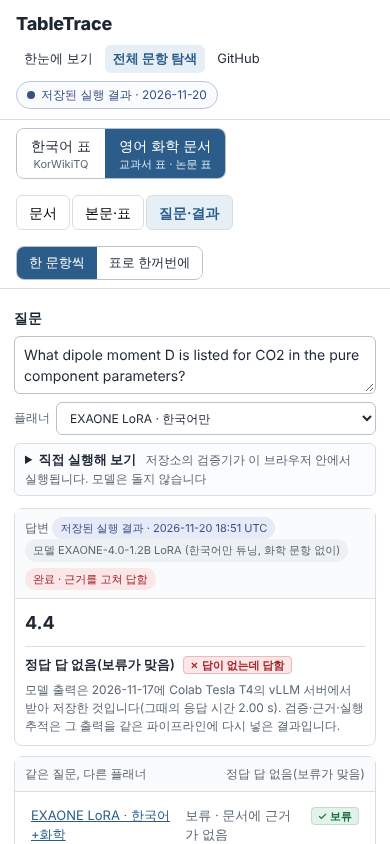 TableTrace
한눈에 보기 전체 문항 탐색 GitHub
저장된 실행 결과 · 2026-11-20
한국어 표 영어 화학 문서
KorWikiTQ 교과서 표 · 논문 표
문서 본문·표 질문·결과
한 문항씩 표로 한꺼번에
질문
What dipole moment D is listed for CO2 in the pure
component parameters?
플래너 EXAONE LoRA · 한국어만
▶ 직접 실행해 보기 저장소의 검증기가 이 브라우저 안에서
실행됩니다. 모델은 돌지 않습니다
답변 저장된 실행 결과 · 2026-11-20 18:51 UTC
모델 EXAONE-4.0-1.2B LoRA (한국어만 튜닝, 화학 문항 없이)
완료 · 근거를 고쳐 답함
4.4
정답 답 없음(보류가 맞음) × 답이 없는데 답함
모델 출력은 2026-11-17에 Colab Tesla T4의 vLLM 서버에서
받아 저장한 것입니다(그때의 응답 시간 2.00 s). 검증·근거·실행
추적은 그 출력을 같은 파이프라인에 다시 넣은 결과입니다.
같은 질문, 다른 플래너 정답 답 없음(보류가 맞음)
EXAONE LoRA · 한국어 보류 · 문서에 근거 ✓ 보류
+화학 가 없음